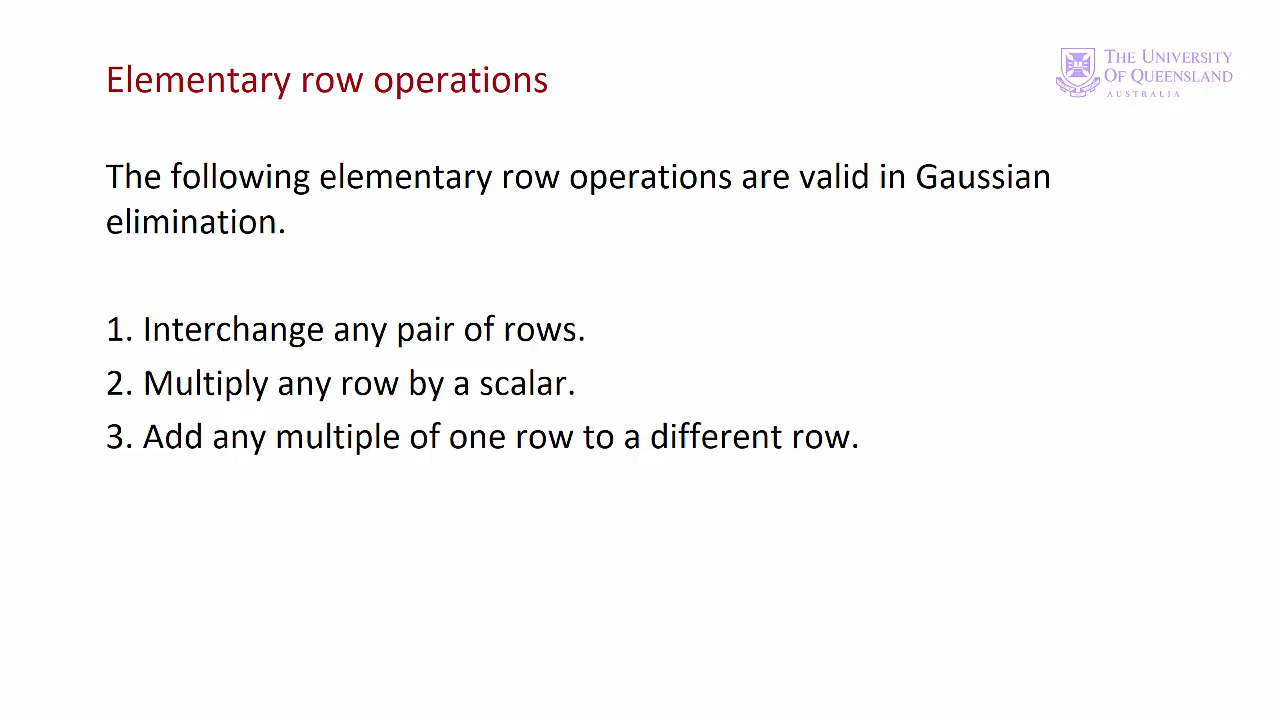 Elementary row operations
THE UNIVERSITY
OF QUEENSLAND
AUSTRALIA
The following elementary row operations are valid in Gaussian
elimination.
1. Interchange any pair of rows.
2. Multiply any row by a scalar.
3. Add any multiple of one row to a different row.